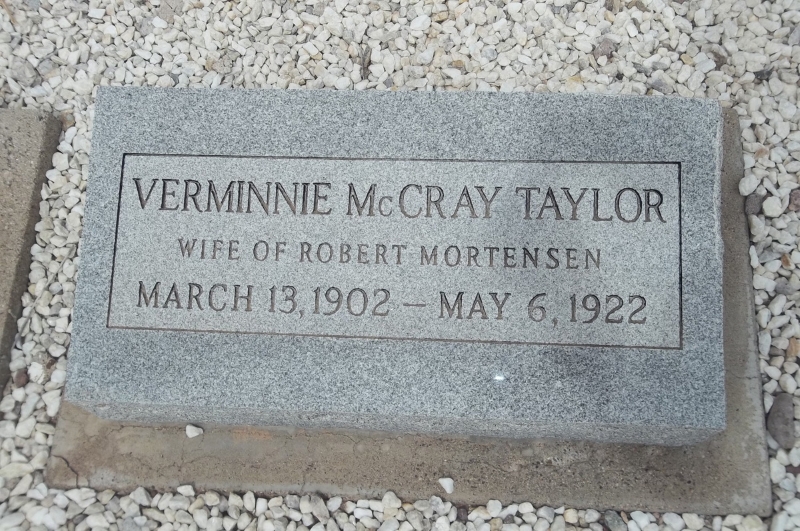 VERMINNIE McCRAY TAYLOR
WIFE OF ROBERT MORTENSEN
MARCH 13, 1902 — MAY 6, 1922